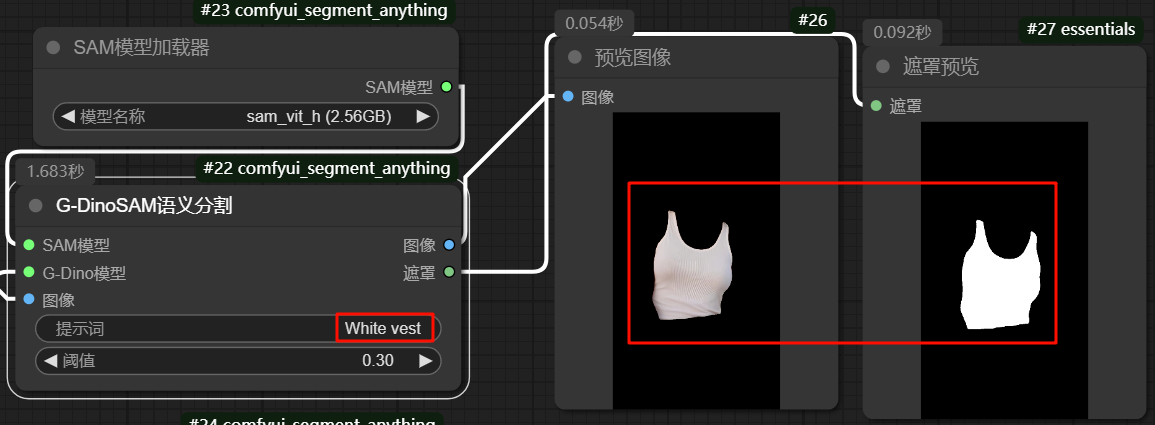 #23 comfyui_segment_anything
SAM模型加载器
SAM模型
模型名称 sam_vit_h (2.56GB)
1.683秒
#22 comfyui_segment_anything
G-DinoSAM语义分割
SAM模型 图像
G-Dino模型 遮罩
图像
提示词 White vest
阈值 0.30
#24 comfyui_segment_anything
0.054秒
#26
预览图像
图像
0.092秒
#27 essentials
遮罩预览
遮罩